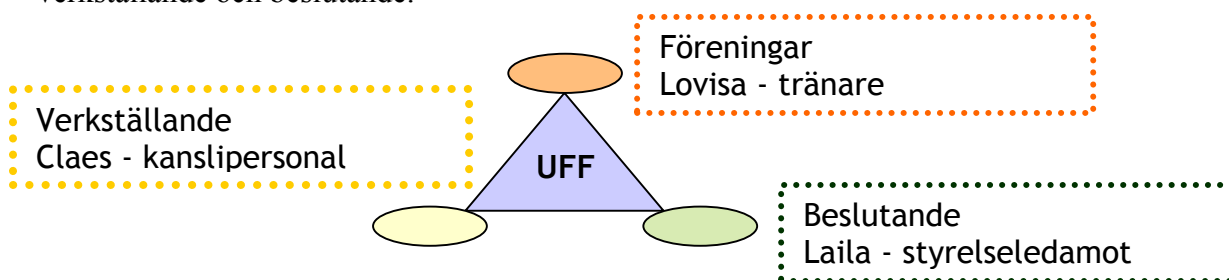 Föreningar
Lovisa - tränare
Verkställande
Claes - kanslipersonal
UFF
Beslutande
Laila - styrelseledamot